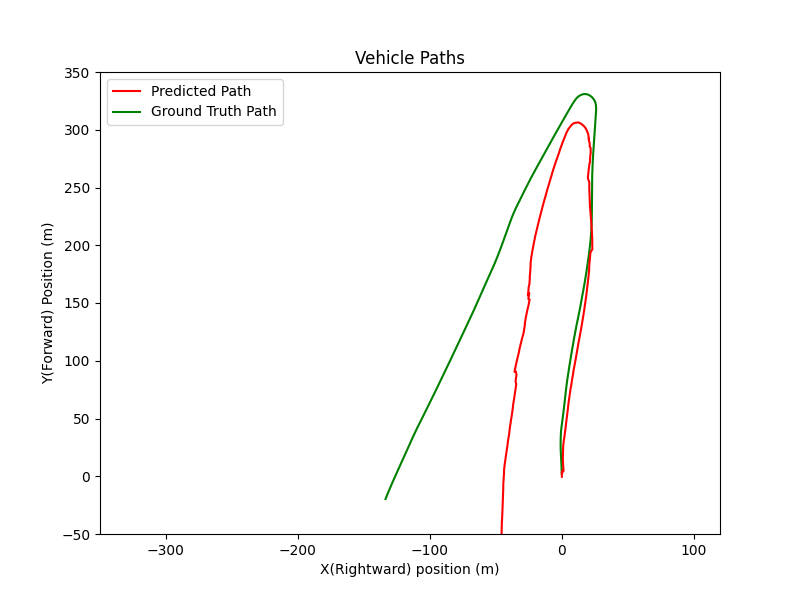 Vehicle Paths
Predicted Path
Ground Truth Path
350
300
250
200
150
100
50
0
−50
Y(Forward) Position (m)
−300
−200
−100
0
100
X(Rightward) position (m)